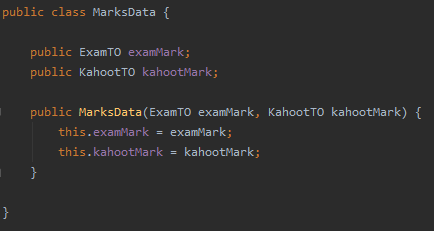 public class MarksData {
public ExamTO examMark;
public KahootTO kahootMark;
public MarksData(ExamTO examMark, KahootTO kahootMark) {
this.examMark = examMark;
this.kahootMark = kahootMark;
}
}